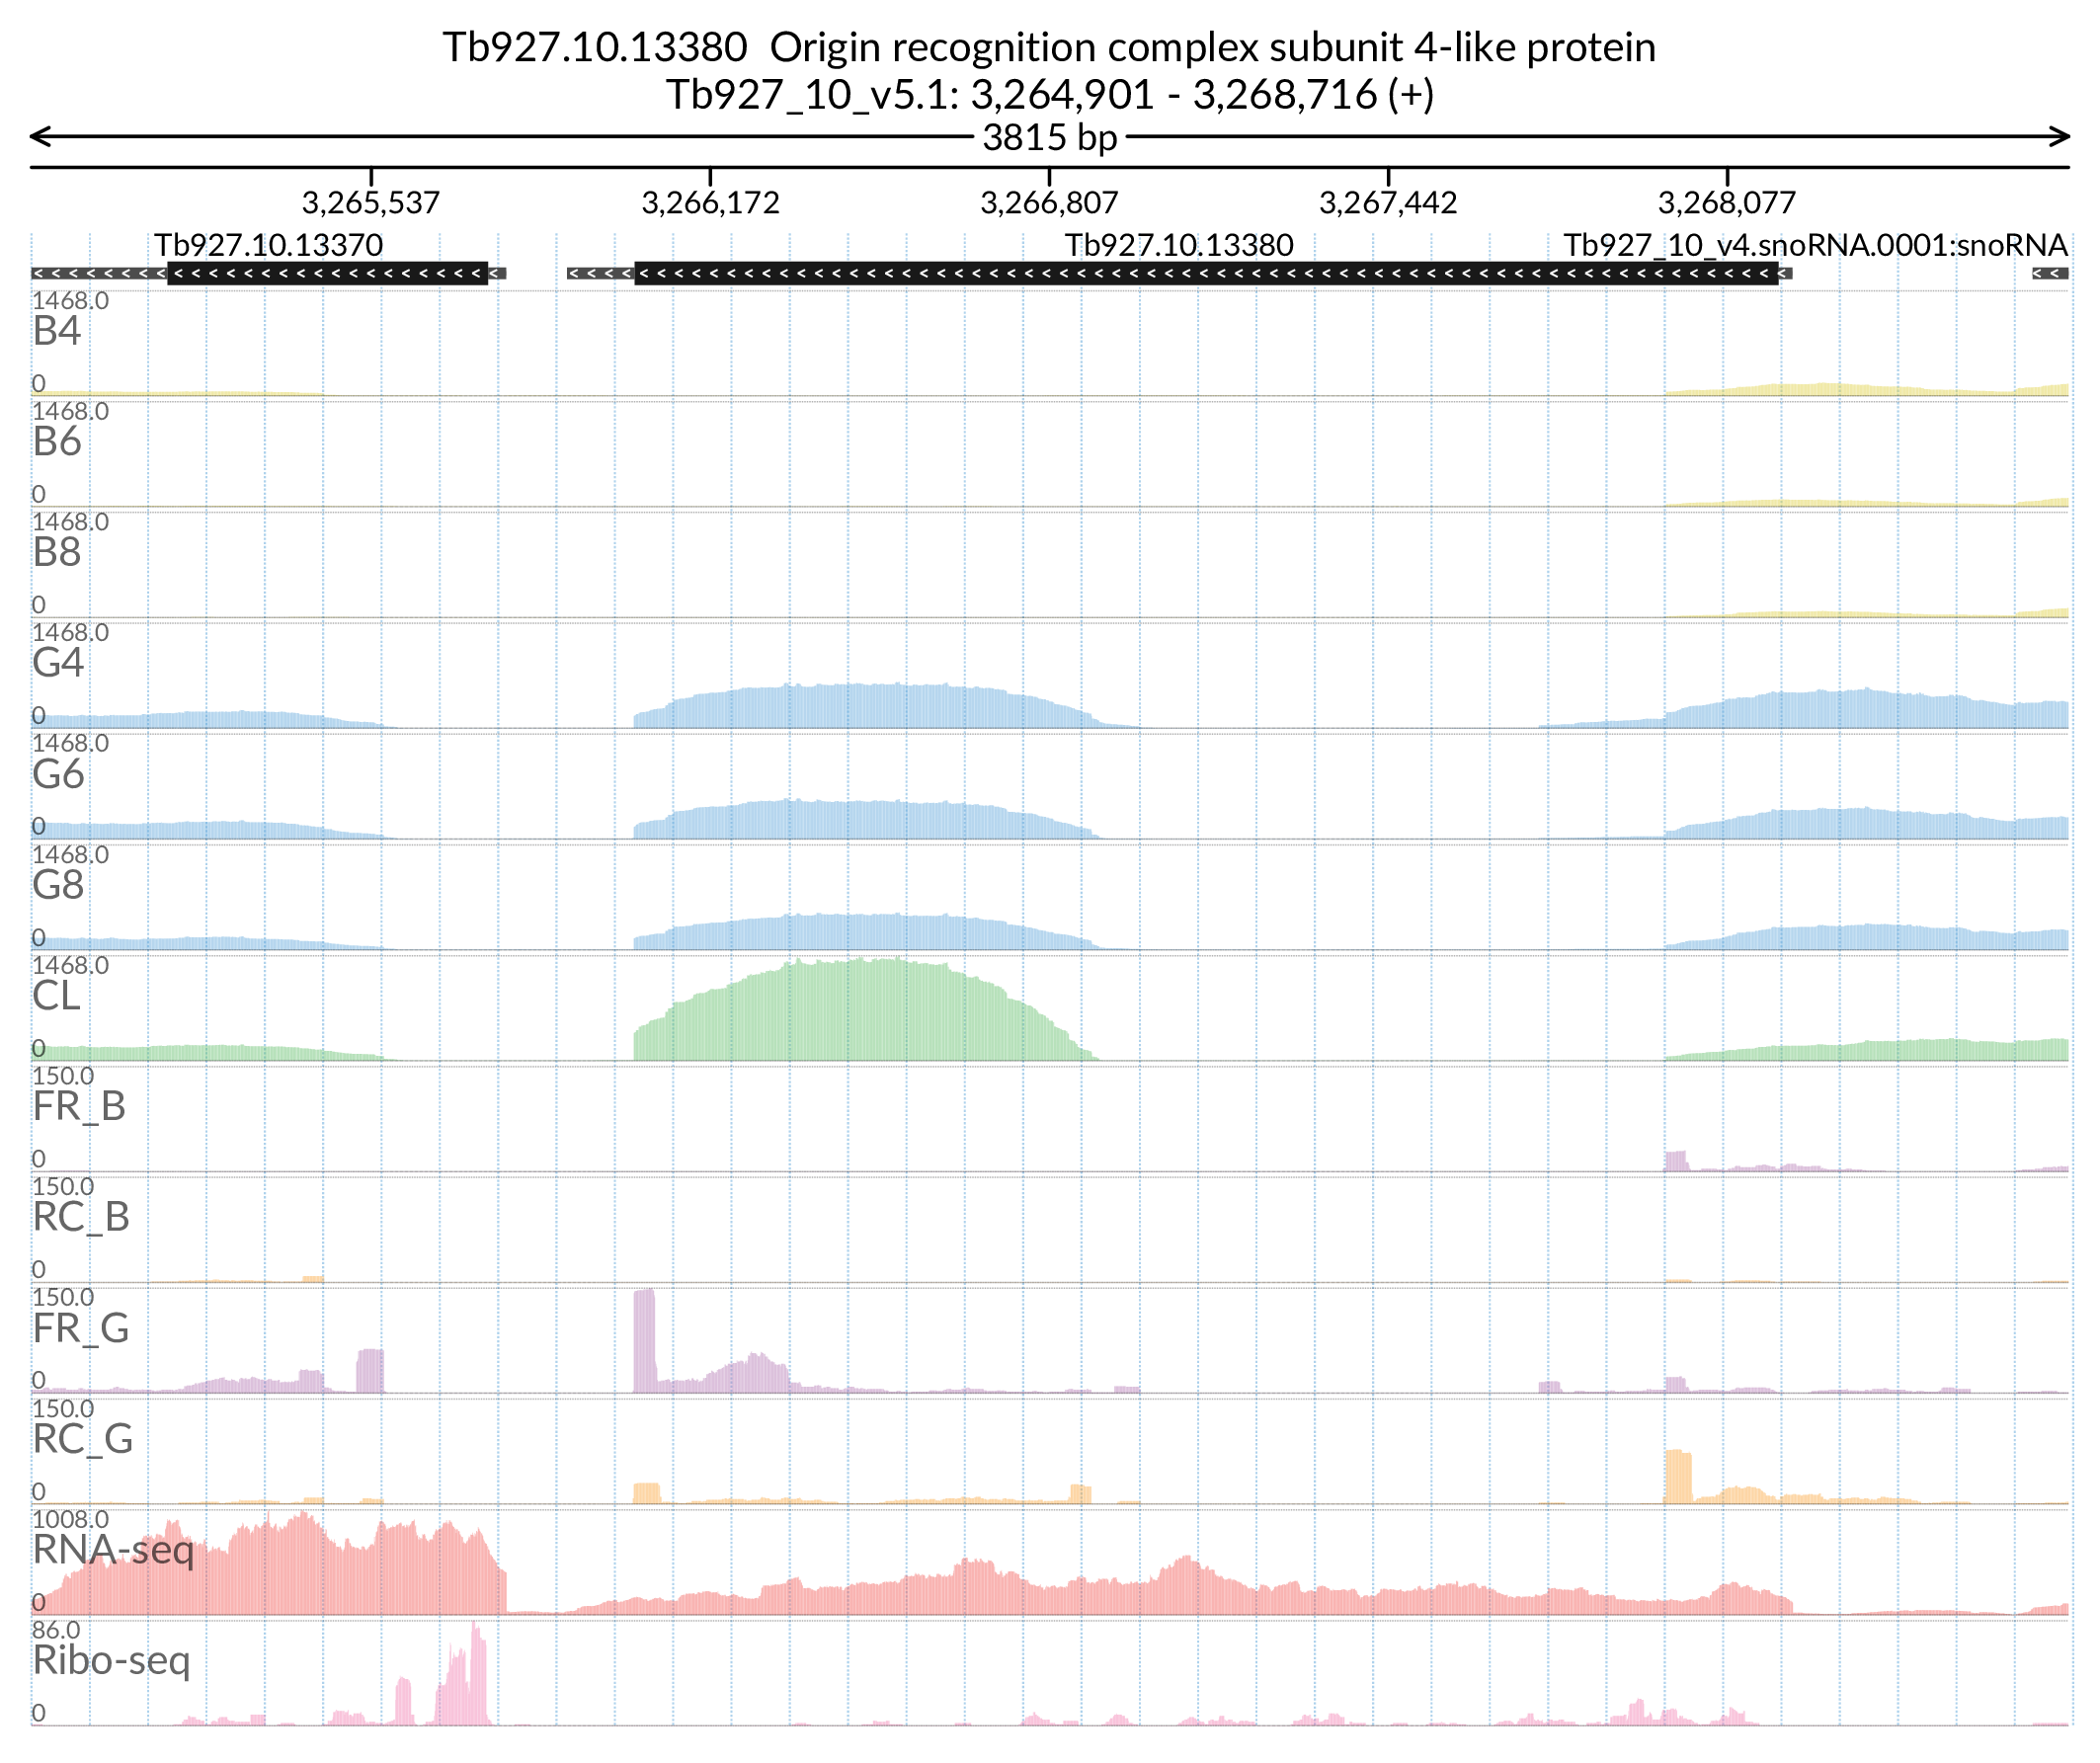 Tb927.10.13380  Origin recognition complex subunit 4-like protein
Tb927_10_v5.1: 3,264,901 - 3,268,716 (+)
3815 bp
3,265,537 3,266,172 3,266,807 3,267,442 3,268,077
Tb927.10.13370 Tb927.10.13380 Tb927_10_v4.snoRNA.0001:snoRNA
1468.0
B4
0
1468.0
B6
0
1468.0
B8
0
1468.0
G4
0
1468.0
G6
0
1468.0
G8
0
1468.0
CL
0
150.0
FR_B
0
150.0
RC_B
0
150.0
FR_G
0
150.0
RC_G
0
1008.0
RNA-seq
0
86.0
Ribo-seq
0